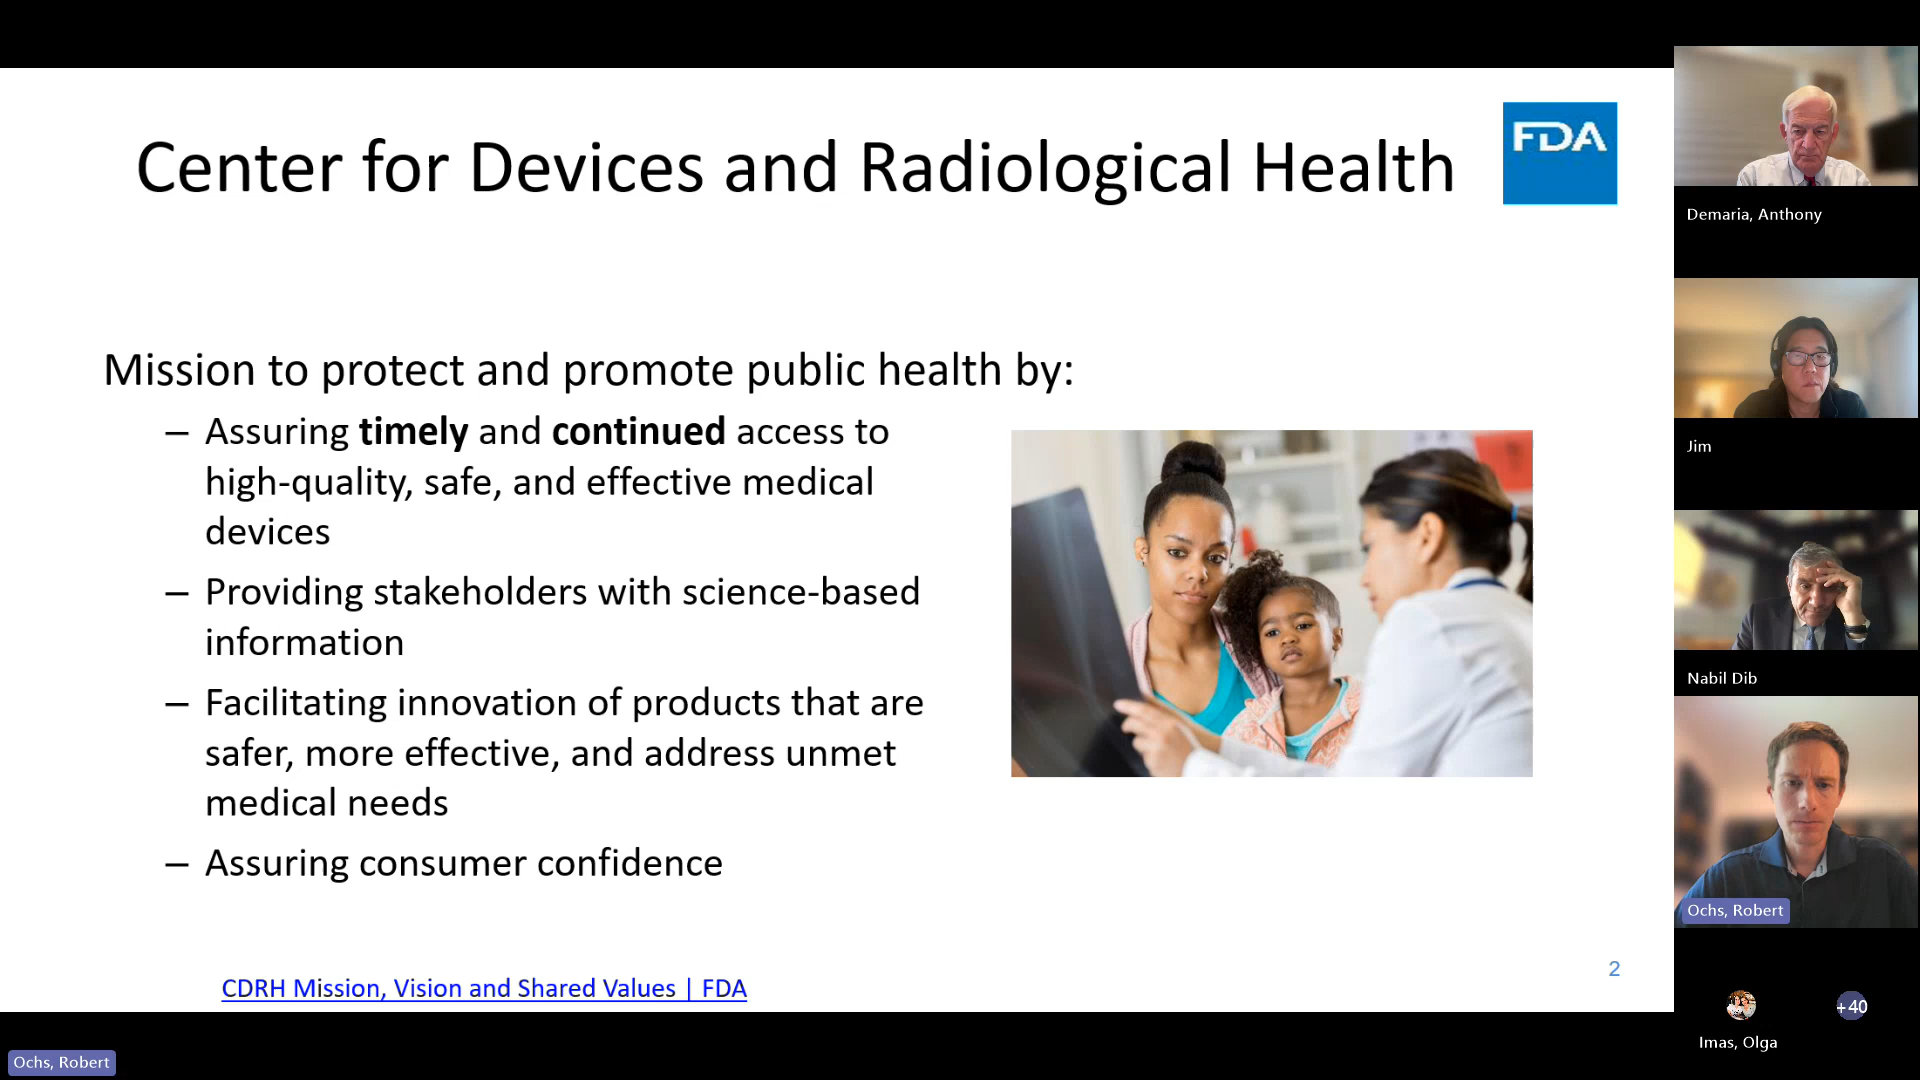 Center for Devices and Radiological Health
FDA
Mission to protect and promote public health by:
– Assuring timely and continued access to
high-quality, safe, and effective medical
devices
– Providing stakeholders with science-based
information
– Facilitating innovation of products that are
safer, more effective, and address unmet
medical needs
– Assuring consumer confidence
CDRH Mission, Vision and Shared Values | FDA
2
Demaria, Anthony
Jim
Nabil Dib
Ochs, Robert
Imas, Olga
+40
Ochs, Robert